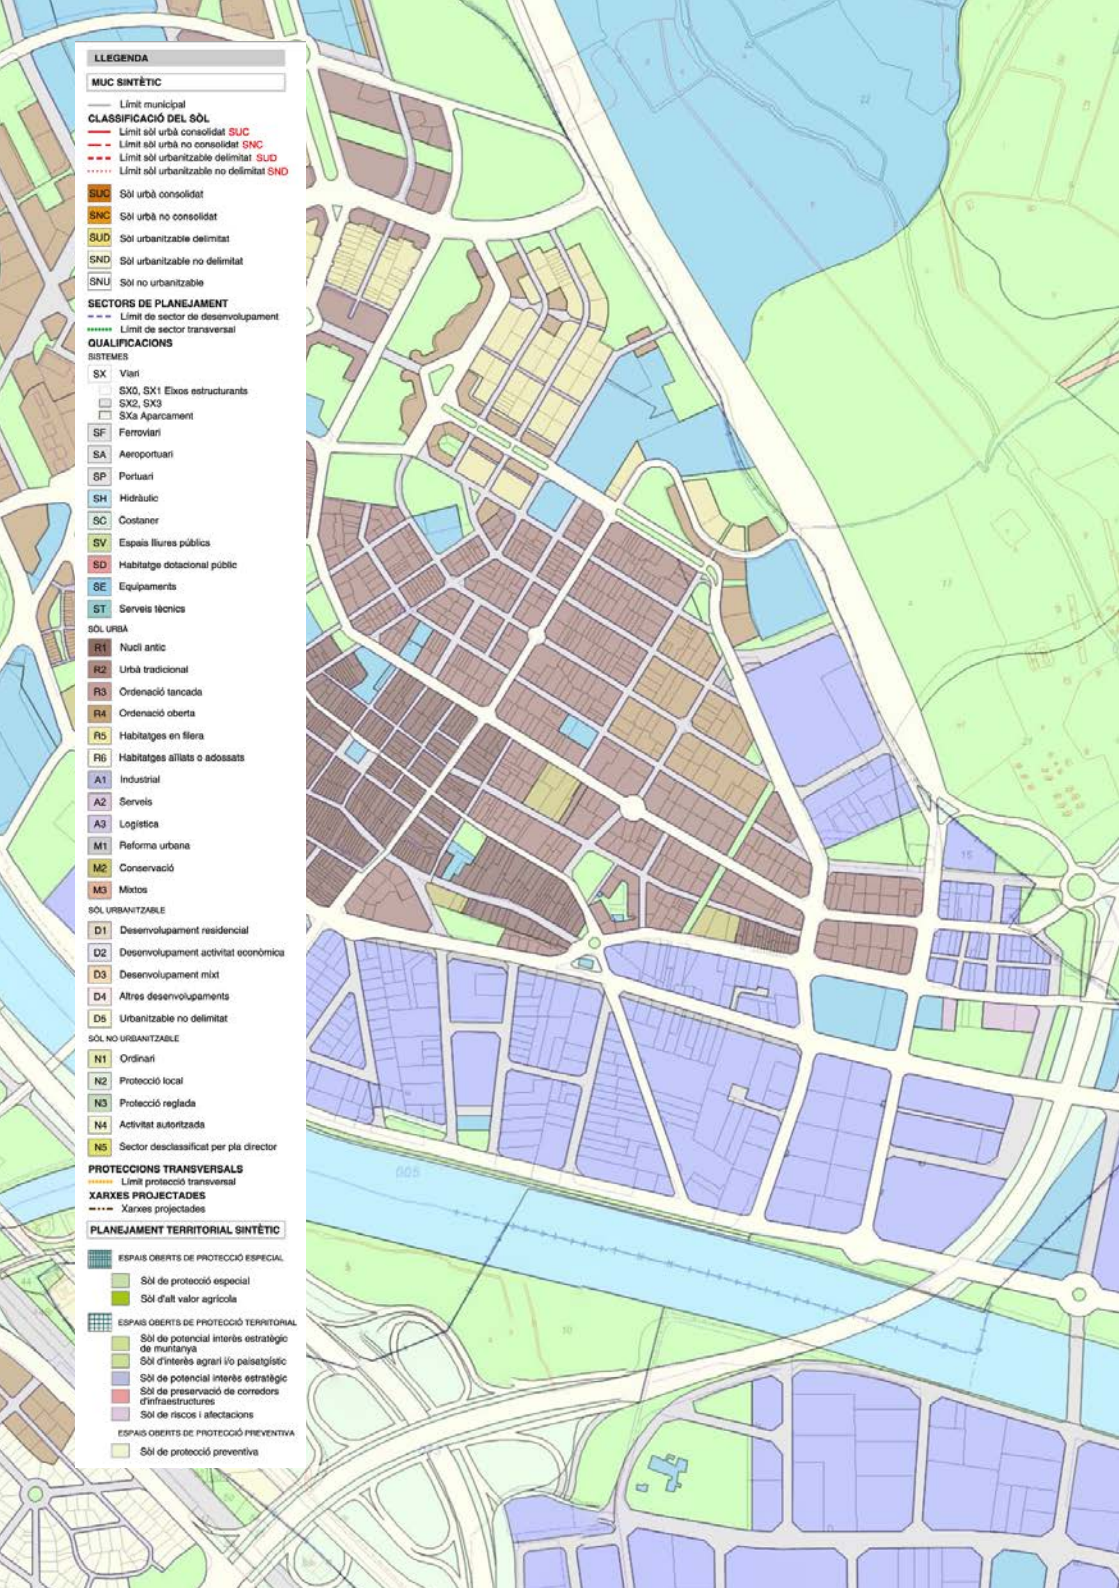 LLEGENDA
MUC SINTÈTIC
Límit municipal
CLASSIFICACIÓ DEL SÒL
Límit sòl urbà consolidat SUC
Límit sòl urbà no consolidat SNC
Límit sòl urbanitzable delimitat SUD
Límit sòl urbanitzable no delimitat SND
SUC Sòl urbà consolidat
SNC Sòl urbà no consolidat
SUD Sòl urbanitzable delimitat
SND Sòl urbanitzable no delimitat
SNU Sòl no urbanitzable
SECTORS DE PLANEJAMENT
Límit de sector de desenvolupament
Límit de sector transversal
QUALIFICACIONS
SISTEMES
SX Viari
SX0, SX1 Eixos estructurants
SX2, SX3
SXa Aparcament
SF Ferroviari
SA Aeroportuari
SP Portuari
SH Hidràulic
SC Costaner
SV Espais lliures públics
SD Habitatge dotacional públic
SE Equipaments
ST Serveis tècnics
SÒL URBÀ
R1 Nucli antic
R2 Urbà tradicional
R3 Ordenació tancada
R4 Ordenació oberta
R5 Habitatges en filera
R6 Habitatges aïllats o adossats
A1 Industrial
A2 Serveis
A3 Logística
M1 Reforma urbana
M2 Conservació
M3 Mixtos
SÒL URBANITZABLE
D1 Desenvolupament residencial
D2 Desenvolupament activitat econòmica
D3 Desenvolupament mixt
D4 Altres desenvolupaments
D5 Urbanitzable no delimitat
SÒL NO URBANITZABLE
N1 Ordinari
N2 Protecció local
N3 Protecció reglada
N4 Activitat autoritzada
N5 Sector desclassificat per pla director
PROTECCIONS TRANSVERSALS
Límit protecció transversal
XARXES PROJECTADES
Xarxes projectades
PLANEJAMENT TERRITORIAL SINTÈTIC
ESPAIS OBERTS DE PROTECCIÓ ESPECIAL
Sòl de protecció especial
Sòl d'alt valor agrícola
ESPAIS OBERTS DE PROTECCIÓ TERRITORIAL
Sòl de potencial interès estratègic
de muntanya
Sòl d'interès agrari i/o paisatgístic
Sòl de potencial interès estratègic
Sòl de preservació de corredors
d'infraestructures
Sòl de riscos i afectacions
ESPAIS OBERTS DE PROTECCIÓ PREVENTIVA
Sòl de protecció preventiva
15
10